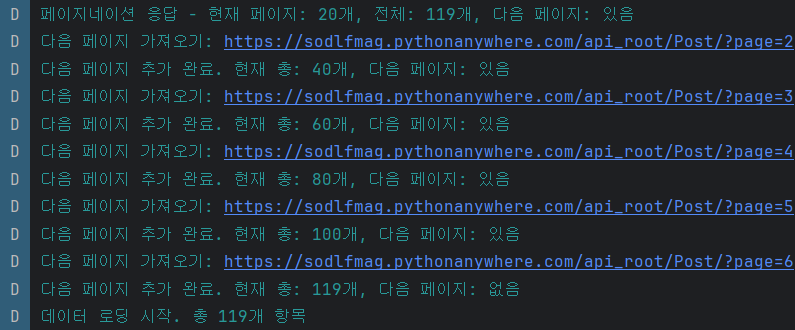 D 페이지네이션 응답 - 현재 페이지: 20개, 전체: 119개, 다음 페이지: 있음
D 다음 페이지 가져오기: https://sodlfmag.pythonanywhere.com/api_root/Post/?page=2
D 다음 페이지 추가 완료. 현재 총: 40개, 다음 페이지: 있음
D 다음 페이지 가져오기: https://sodlfmag.pythonanywhere.com/api_root/Post/?page=3
D 다음 페이지 추가 완료. 현재 총: 60개, 다음 페이지: 있음
D 다음 페이지 가져오기: https://sodlfmag.pythonanywhere.com/api_root/Post/?page=4
D 다음 페이지 추가 완료. 현재 총: 80개, 다음 페이지: 있음
D 다음 페이지 가져오기: https://sodlfmag.pythonanywhere.com/api_root/Post/?page=5
D 다음 페이지 추가 완료. 현재 총: 100개, 다음 페이지: 있음
D 다음 페이지 가져오기: https://sodlfmag.pythonanywhere.com/api_root/Post/?page=6
D 다음 페이지 추가 완료. 현재 총: 119개, 다음 페이지: 없음
D 데이터 로딩 시작. 총 119개 항목